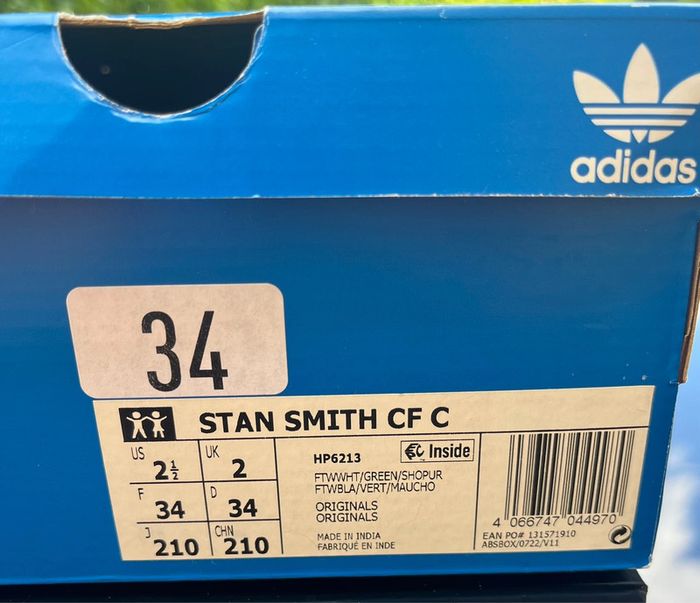 adidas
34
STAN SMITH CF C
US 2½ UK 2
F 34 D 34
J 210 CHN 210
HP6213
Inside
FTWWHT/GREEN/SHOPUR
FTWBLA/VERT/MAUCHO
ORIGINALS
ORIGINALS
MADE IN INDIA
FABRIQUÉ EN INDE
4 066747 044970
EAN PO# 131571910
ABSBOX/0722/V11